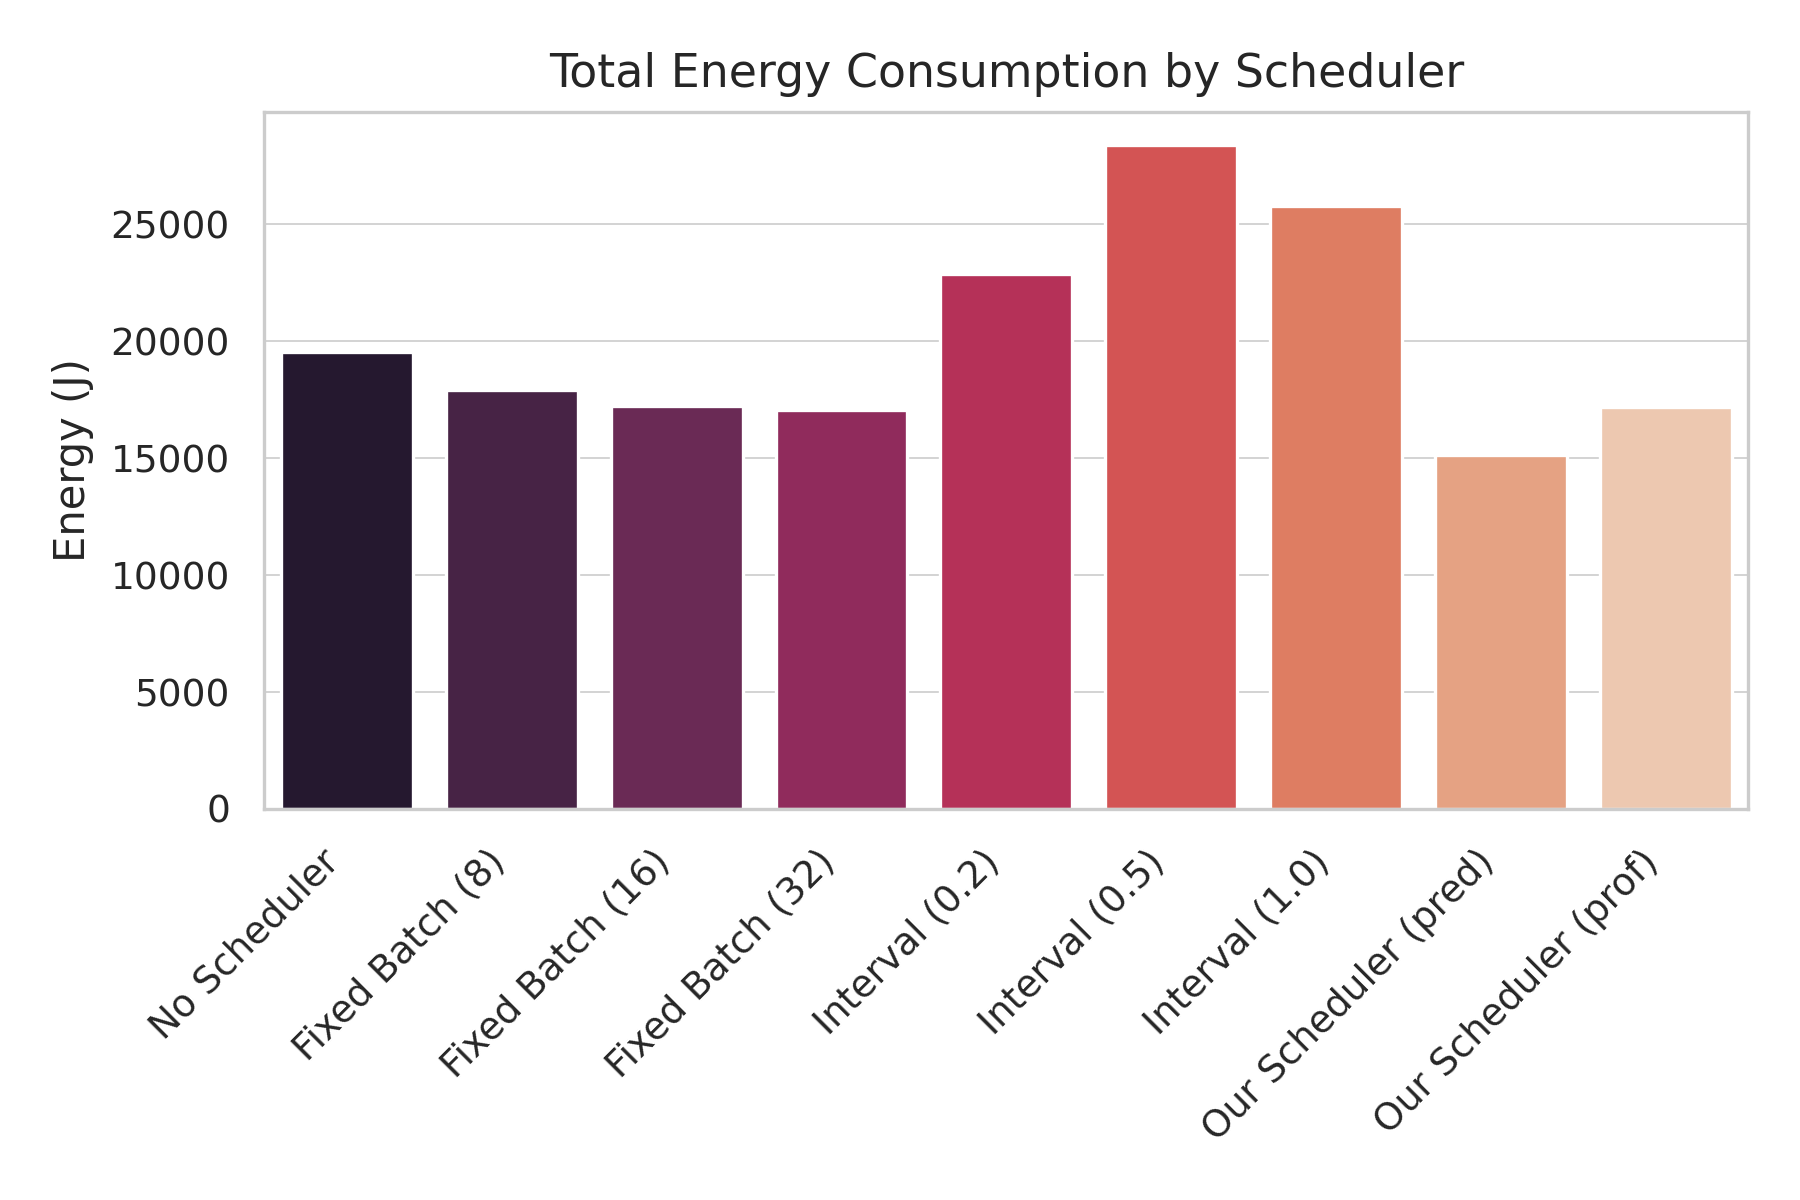 Total Energy Consumption by Scheduler
Energy (J)
25000
20000
15000
10000
5000
0
No Scheduler
Fixed Batch (8)
Fixed Batch (16)
Fixed Batch (32)
Interval (0.2)
Interval (0.5)
Interval (1.0)
Our Scheduler (pred)
Our Scheduler (prof)